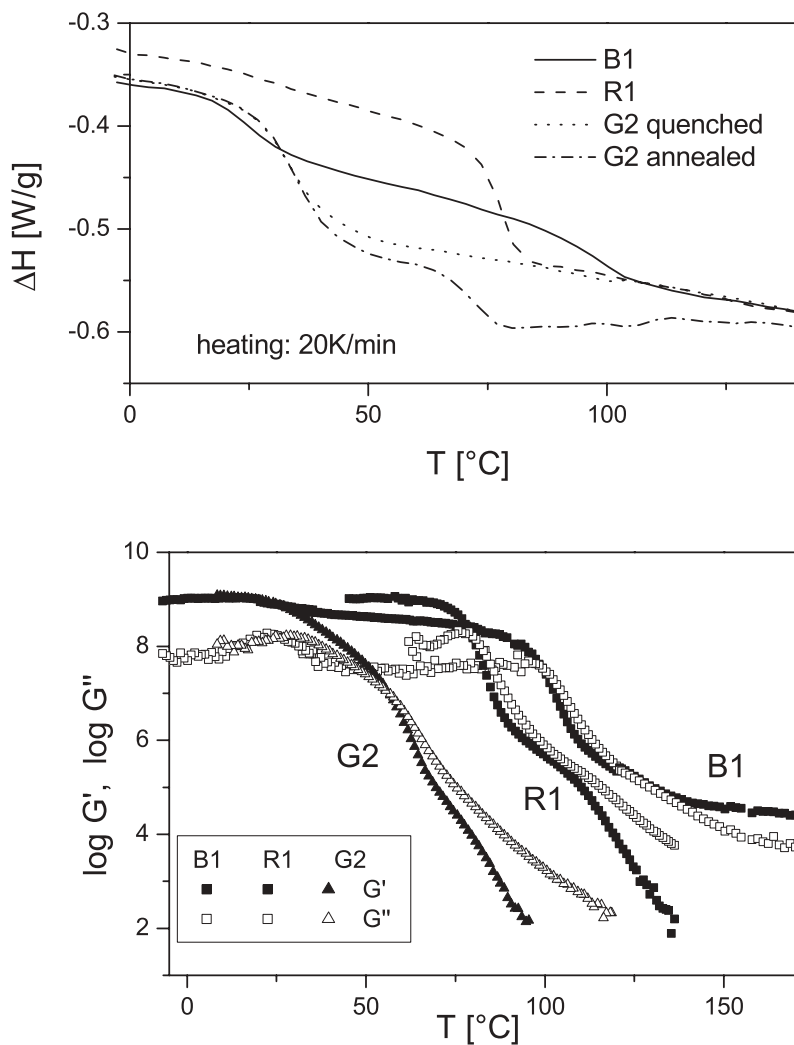 -0.3
-0.4
-0.5
-0.6
ΔH [W/g]
B1
R1
G2 quenched
G2 annealed
heating: 20K/min
0 50 100
T [°C]
10
8
6
4
2
log G', log G"
G2
R1
B1
B1 R1 G2
G'
G"
0 50 100 150
T [°C]